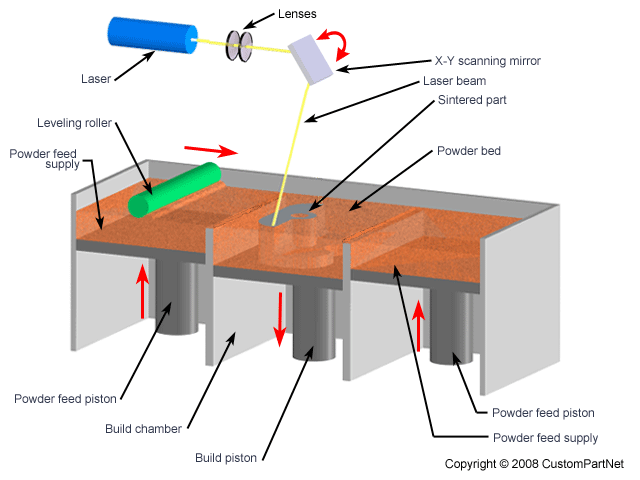 Lenses
Laser
X-Y scanning mirror
Laser beam
Sintered part
Leveling roller
Powder feed
supply
Powder bed
Powder feed piston
Build chamber
Build piston
Powder feed piston
Powder feed supply
Copyright © 2008 CustomPartNet